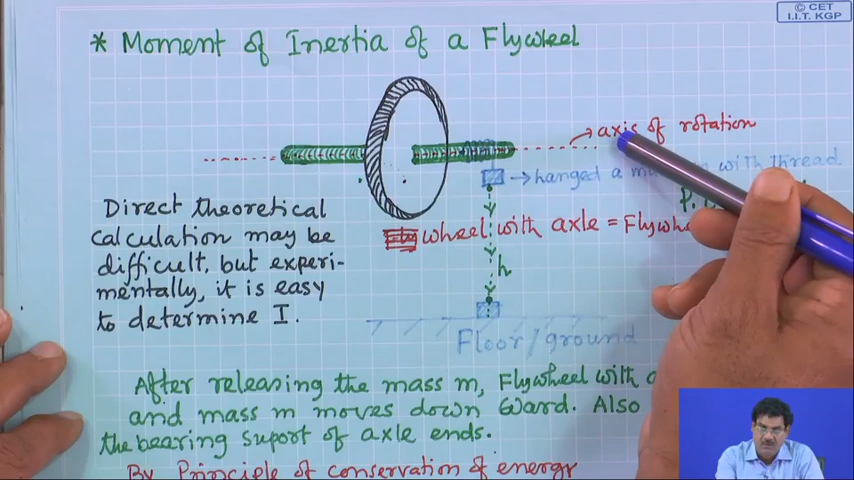 © CET
I.I.T. KGP
* Moment of Inertia of a Flywheel
axis of rotation
hanged a with thread
Direct theoretical
calculation may be
difficult, but experi-
mentally, it is easy
to determine I.
wheel with axle = Flywhe
h
Floor/ground
After releasing the mass m, Flywheel with a
and mass m moves down ward. Also
the bearing suport of axle ends.
By Principle of conservation of energy